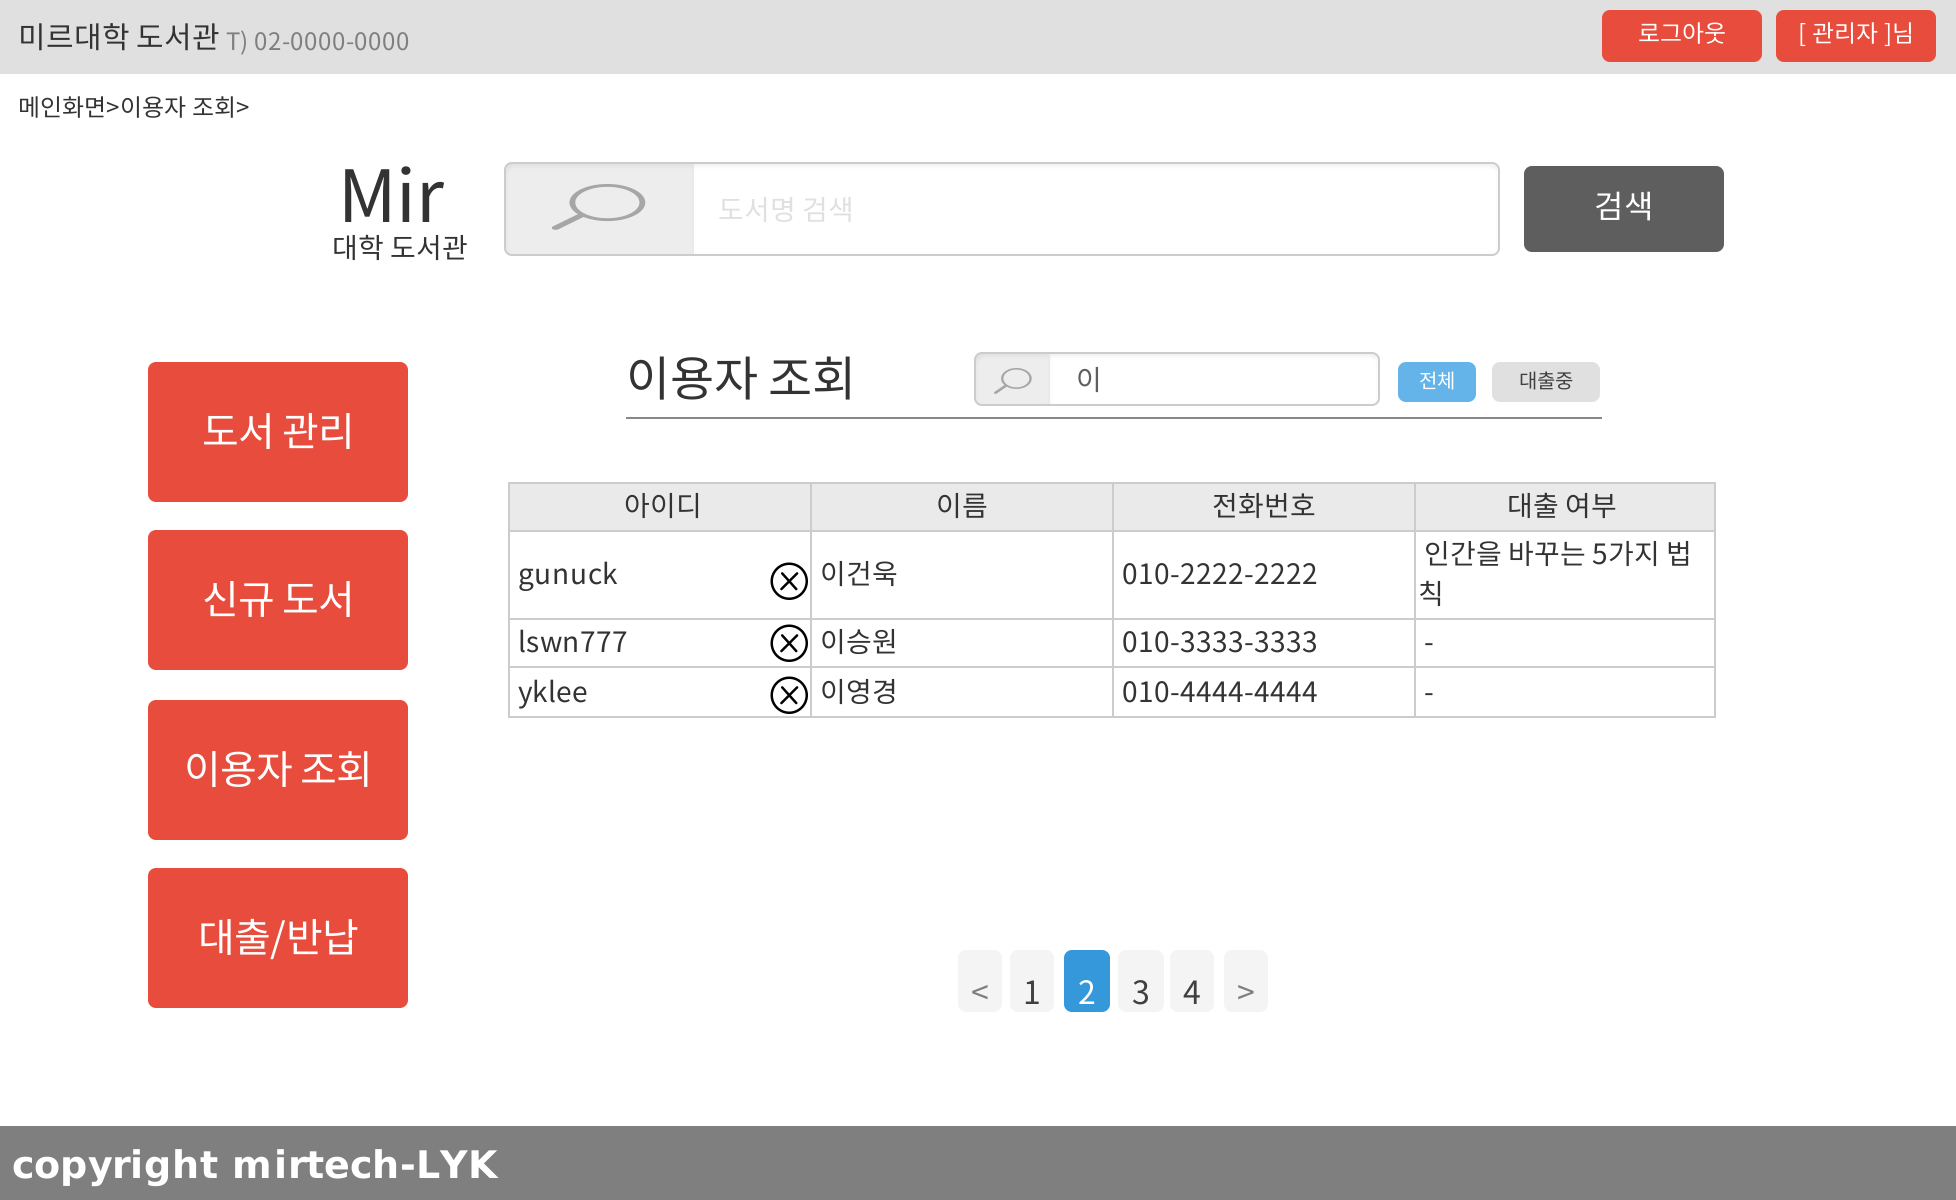 미르대학 도서관 T) 02-0000-0000
로그아웃
[ 관리자 ]님
메인화면>이용자 조회>
Mir
대학 도서관
도서명 검색
검색
도서 관리
신규 도서
이용자 조회
대출/반납
이용자 조회
이
전체
대출중
아이디 이름 전화번호 대출 여부
gunuck 이건욱 010-2222-2222 인간을 바꾸는 5가지 법
칙
lswn777 이승원 010-3333-3333 -
yklee 이영경 010-4444-4444 -
< 1 2 3 4 >
copyright mirtech-LYK